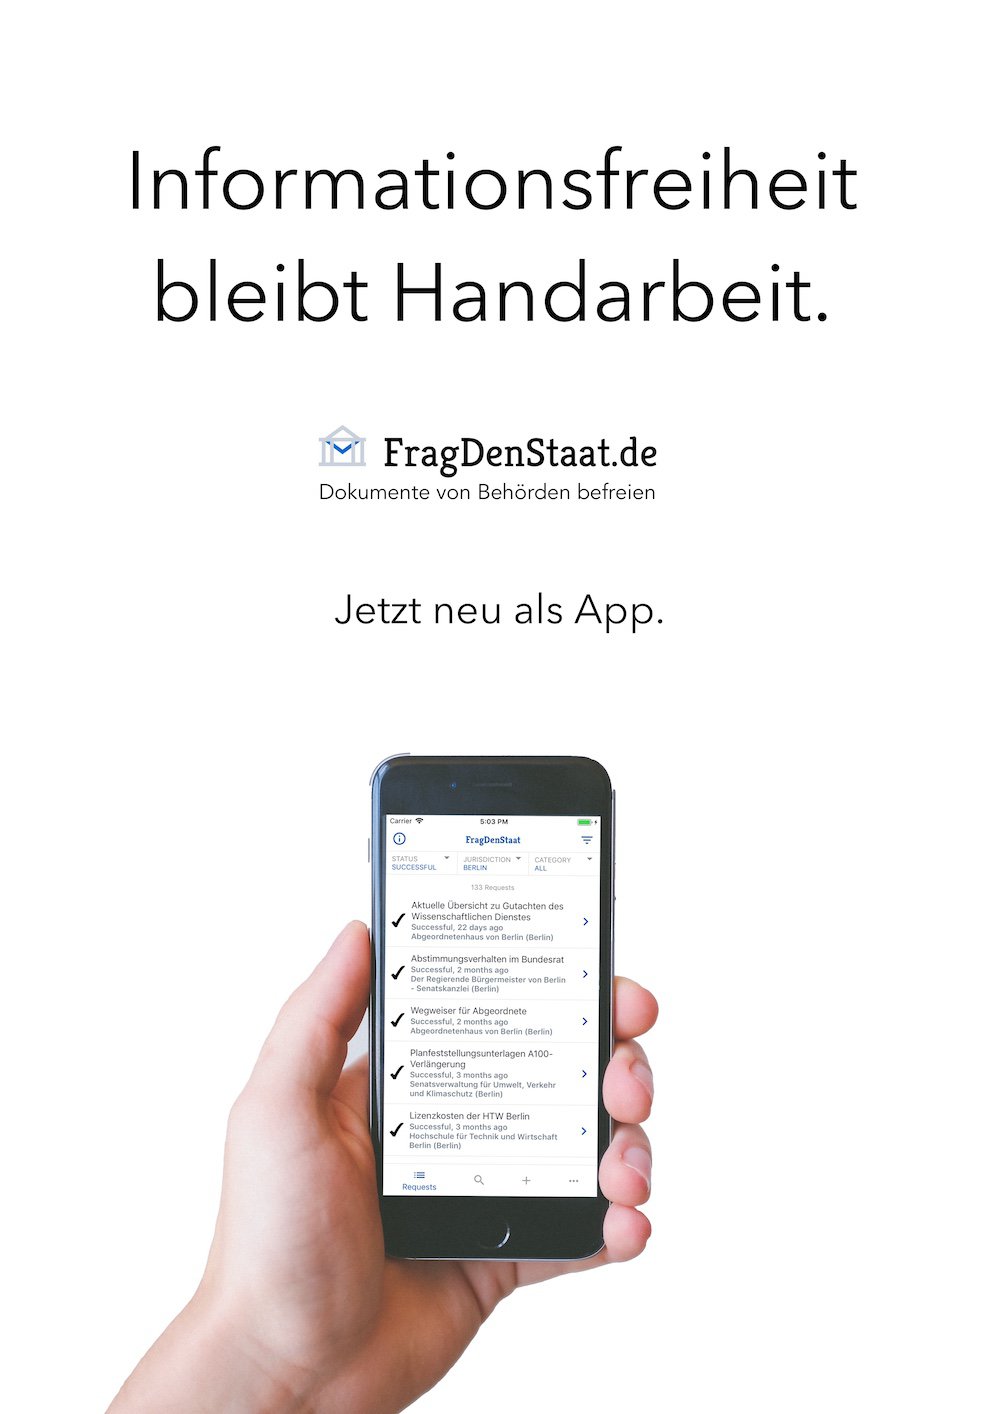 Informationsfreiheit
bleibt Handarbeit.
FragDenStaat.de
Dokumente von Behörden befreien
Jetzt neu als App.
Carrier 5:03 PM
FragDenStaat
STATUS JURISDICTION CATEGORY
SUCCESSFUL BERLIN ALL
133 Requests
Aktuelle Übersicht zu Gutachten des
Wissenschaftlichen Dienstes
Successful, 22 days ago
Abgeordnetenhaus von Berlin (Berlin)
Abstimmungsverhalten im Bundesrat
Successful, 2 months ago
Der Regierende Bürgermeister von Berlin
- Senatskanzlei (Berlin)
Wegweiser für Abgeordnete
Successful, 2 months ago
Abgeordnetenhaus von Berlin (Berlin)
Planfeststellungsunterlagen A100-
Verlängerung
Successful, 3 months ago
Senatsverwaltung für Umwelt, Verkehr
und Klimaschutz (Berlin)
Lizenzkosten der HTW Berlin
Successful, 3 months ago
Hochschule für Technik und Wirtschaft
Berlin (Berlin)
Requests